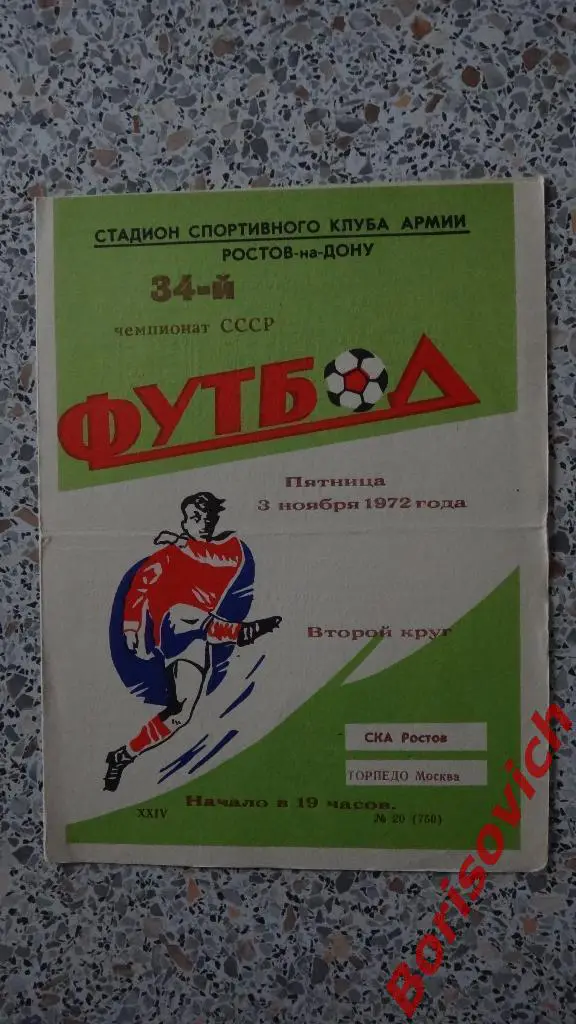 СТАДИОН СПОРТИВНОГО КЛУБА АРМИИ
РОСТОВ-на-ДОНУ
34-й
чемпионат СССР
ФУТБОЛ
Пятница
3 ноября 1972 года
Второй круг
СКА Ростов
ТОРПЕДО Москва
Начало в 19 часов.
XXIV
№ 20 (750)
Borisovich